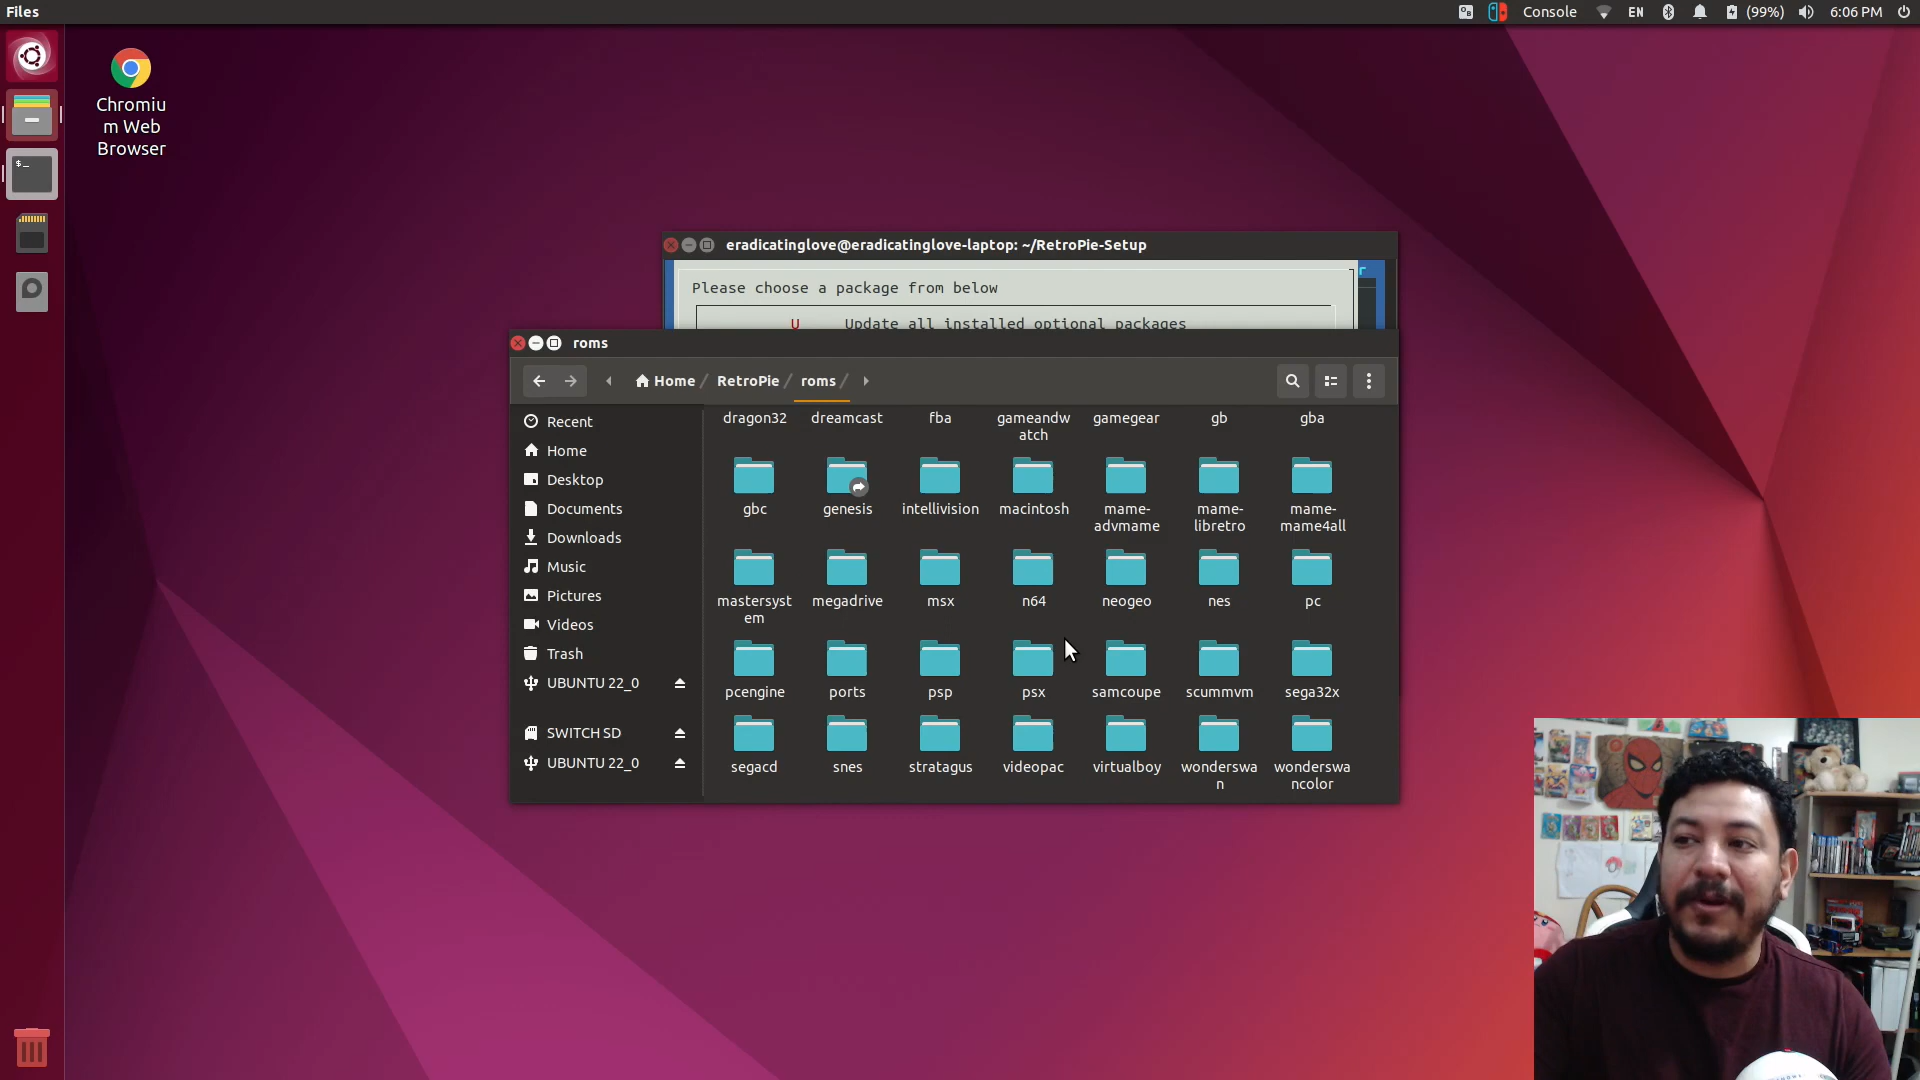 Files
Console
EN
(99%)
6:06 PM
Chromiu
m Web
Browser
eradicatinglove@eradicatinglove-laptop: ~/RetroPie-Setup
Please choose a package from below
U Update all installed optional packages
r
roms
Home / RetroPie / roms /
Recent
Home
Desktop
Documents
Downloads
Music
Pictures
Videos
Trash
UBUNTU 22_0
SWITCH SD
UBUNTU 22_0
dragon32 dreamcast fba gameandw gamegear gb gba
atch
gbc genesis intellivision macintosh mame- mame- mame-
advmame libretro mame4all
mastersyst megadrive msx n64 neogeo nes pc
em
pcengine ports psp psx samcoupe scummvm sega32x
segacd snes stratagus videopac virtualboy wonderswa wonderswa
n ncolor